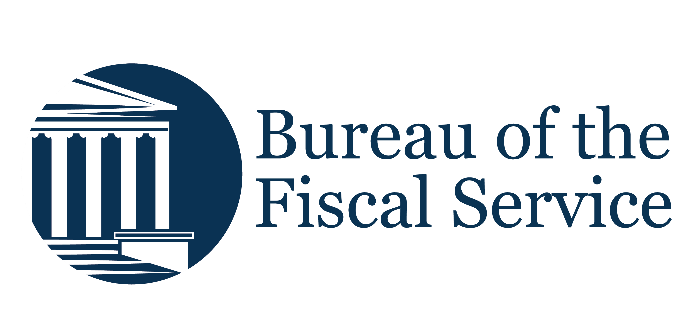 Bureau of the
Fiscal Service